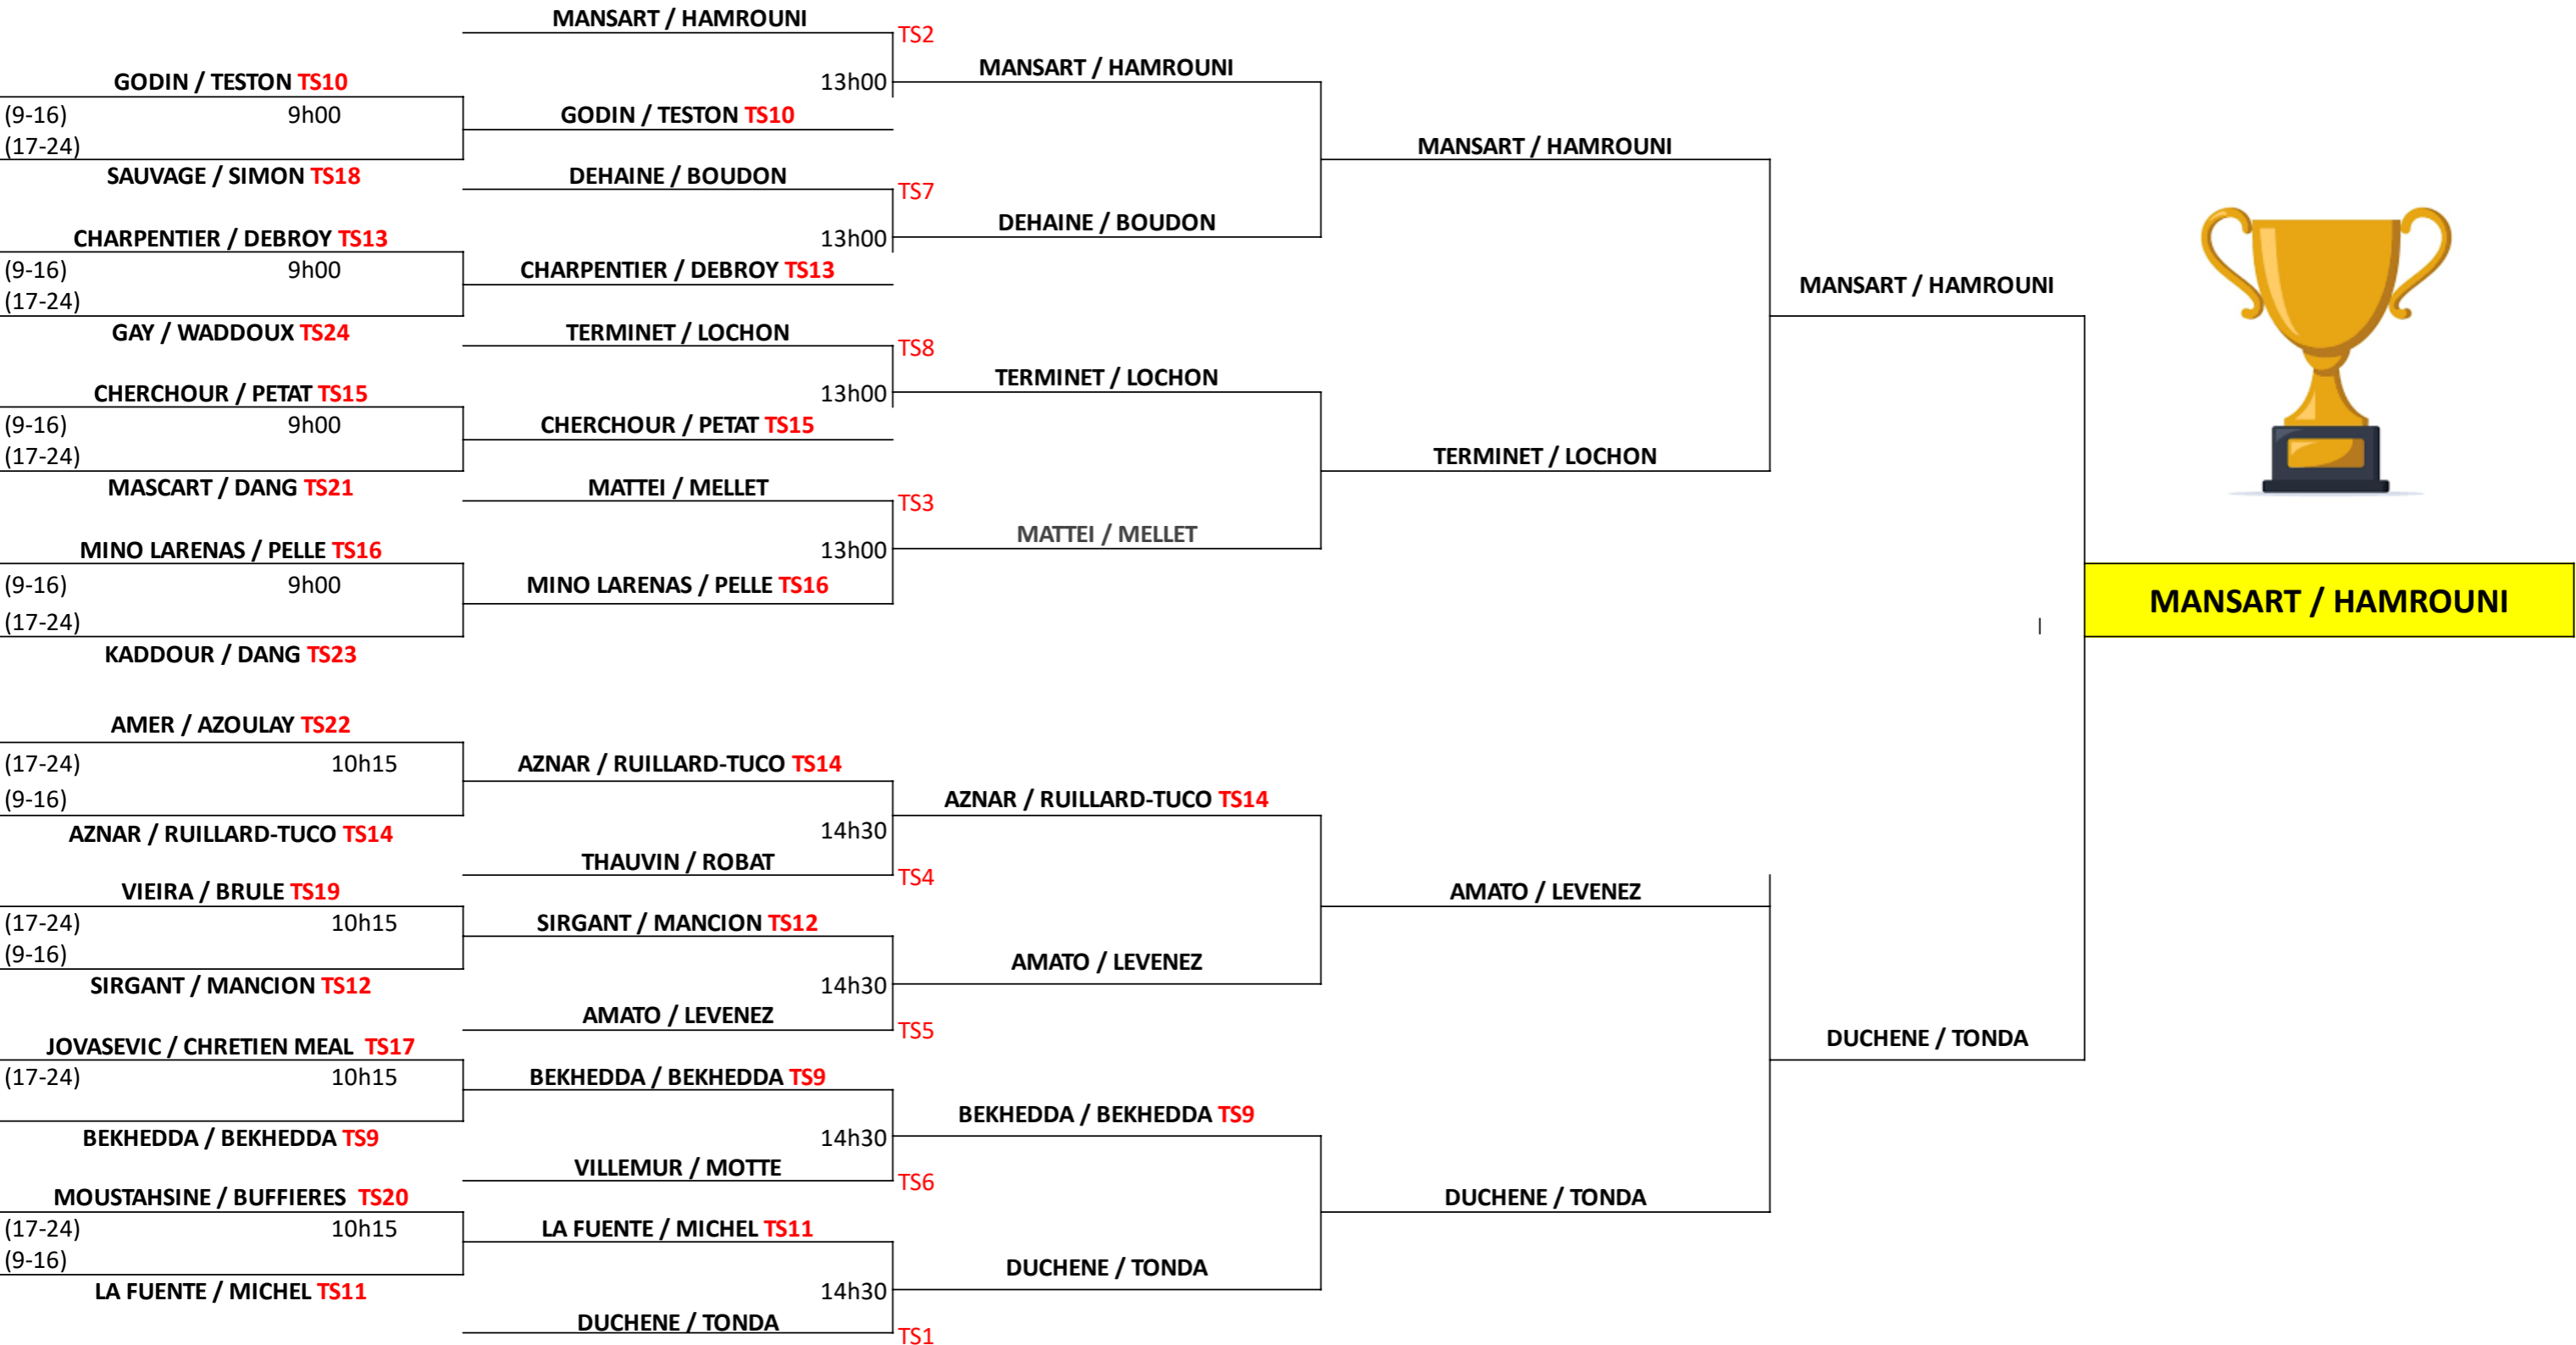 MANSART / HAMROUNI
TS2
GODIN / TESTON TS10
13h00
MANSART / HAMROUNI
(9-16) 9h00
GODIN / TESTON TS10
(17-24)
MANSART / HAMROUNI
SAUVAGE / SIMON TS18
DEHAINE / BOUDON
TS7
CHARPENTIER / DEBROY TS13
13h00
DEHAINE / BOUDON
(9-16) 9h00
CHARPENTIER / DEBROY TS13
(17-24)
MANSART / HAMROUNI
GAY / WADDOUX TS24
TERMINET / LOCHON
TS8
CHERCHOUR / PETAT TS15
13h00
TERMINET / LOCHON
(9-16) 9h00
CHERCHOUR / PETAT TS15
(17-24)
TERMINET / LOCHON
MASCART / DANG TS21
MATTEI / MELLET
TS3
MINO LARENAS / PELLE TS16
13h00
MATTEI / MELLET
(9-16) 9h00
MINO LARENAS / PELLE TS16
(17-24)
MANSART / HAMROUNI
KADDOUR / DANG TS23
AMER / AZOULAY TS22
(17-24) 10h15
AZNAR / RUILLARD-TUCO TS14
(9-16)
AZNAR / RUILLARD-TUCO TS14
AZNAR / RUILLARD-TUCO TS14
14h30
THAUVIN / ROBAT
TS4
VIEIRA / BRULE TS19
AMATO / LEVENEZ
(17-24) 10h15
SIRGANT / MANCION TS12
(9-16)
AMATO / LEVENEZ
SIRGANT / MANCION TS12
14h30
AMATO / LEVENEZ
TS5
JOVASEVIC / CHRETIEN MEAL TS17
DUCHENE / TONDA
(17-24) 10h15
BEKHEDDA / BEKHEDDA TS9
BEKHEDDA / BEKHEDDA TS9
BEKHEDDA / BEKHEDDA TS9
14h30
VILLEMUR / MOTTE
TS6
MOUSTAHSINE / BUFFIERES TS20
DUCHENE / TONDA
(17-24) 10h15
LA FUENTE / MICHEL TS11
(9-16)
DUCHENE / TONDA
LA FUENTE / MICHEL TS11
14h30
DUCHENE / TONDA
TS1